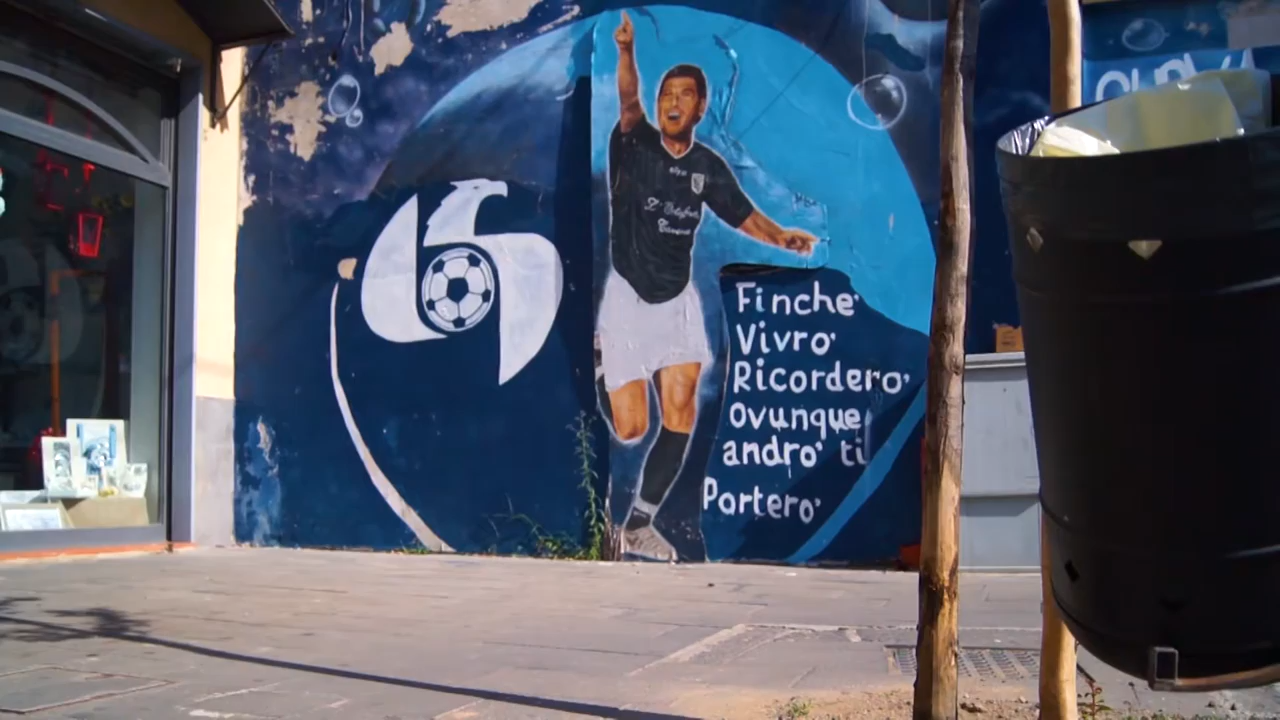 Finche'
Vivro'
Ricordero'
Ovunque
andro' ti
Portero'